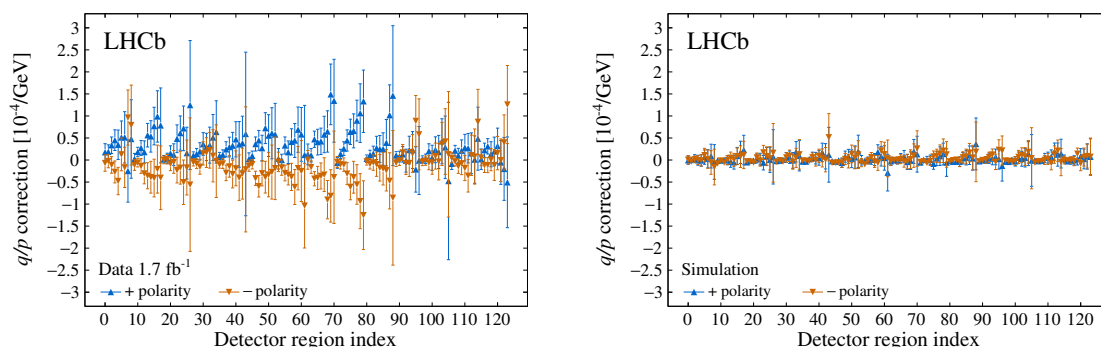 LHCb
3
2.5
2
1.5
1
0.5
0
−0.5
−1
−1.5
−2
−2.5
−3
q/p correction [10⁻⁴/GeV]
Data 1.7 fb⁻¹
+ polarity − polarity
0 10 20 30 40 50 60 70 80 90 100 110 120
Detector region index
LHCb
3
2.5
2
1.5
1
0.5
0
−0.5
−1
−1.5
−2
−2.5
−3
q/p correction [10⁻⁴/GeV]
Simulation
+ polarity − polarity
0 10 20 30 40 50 60 70 80 90 100 110 120
Detector region index